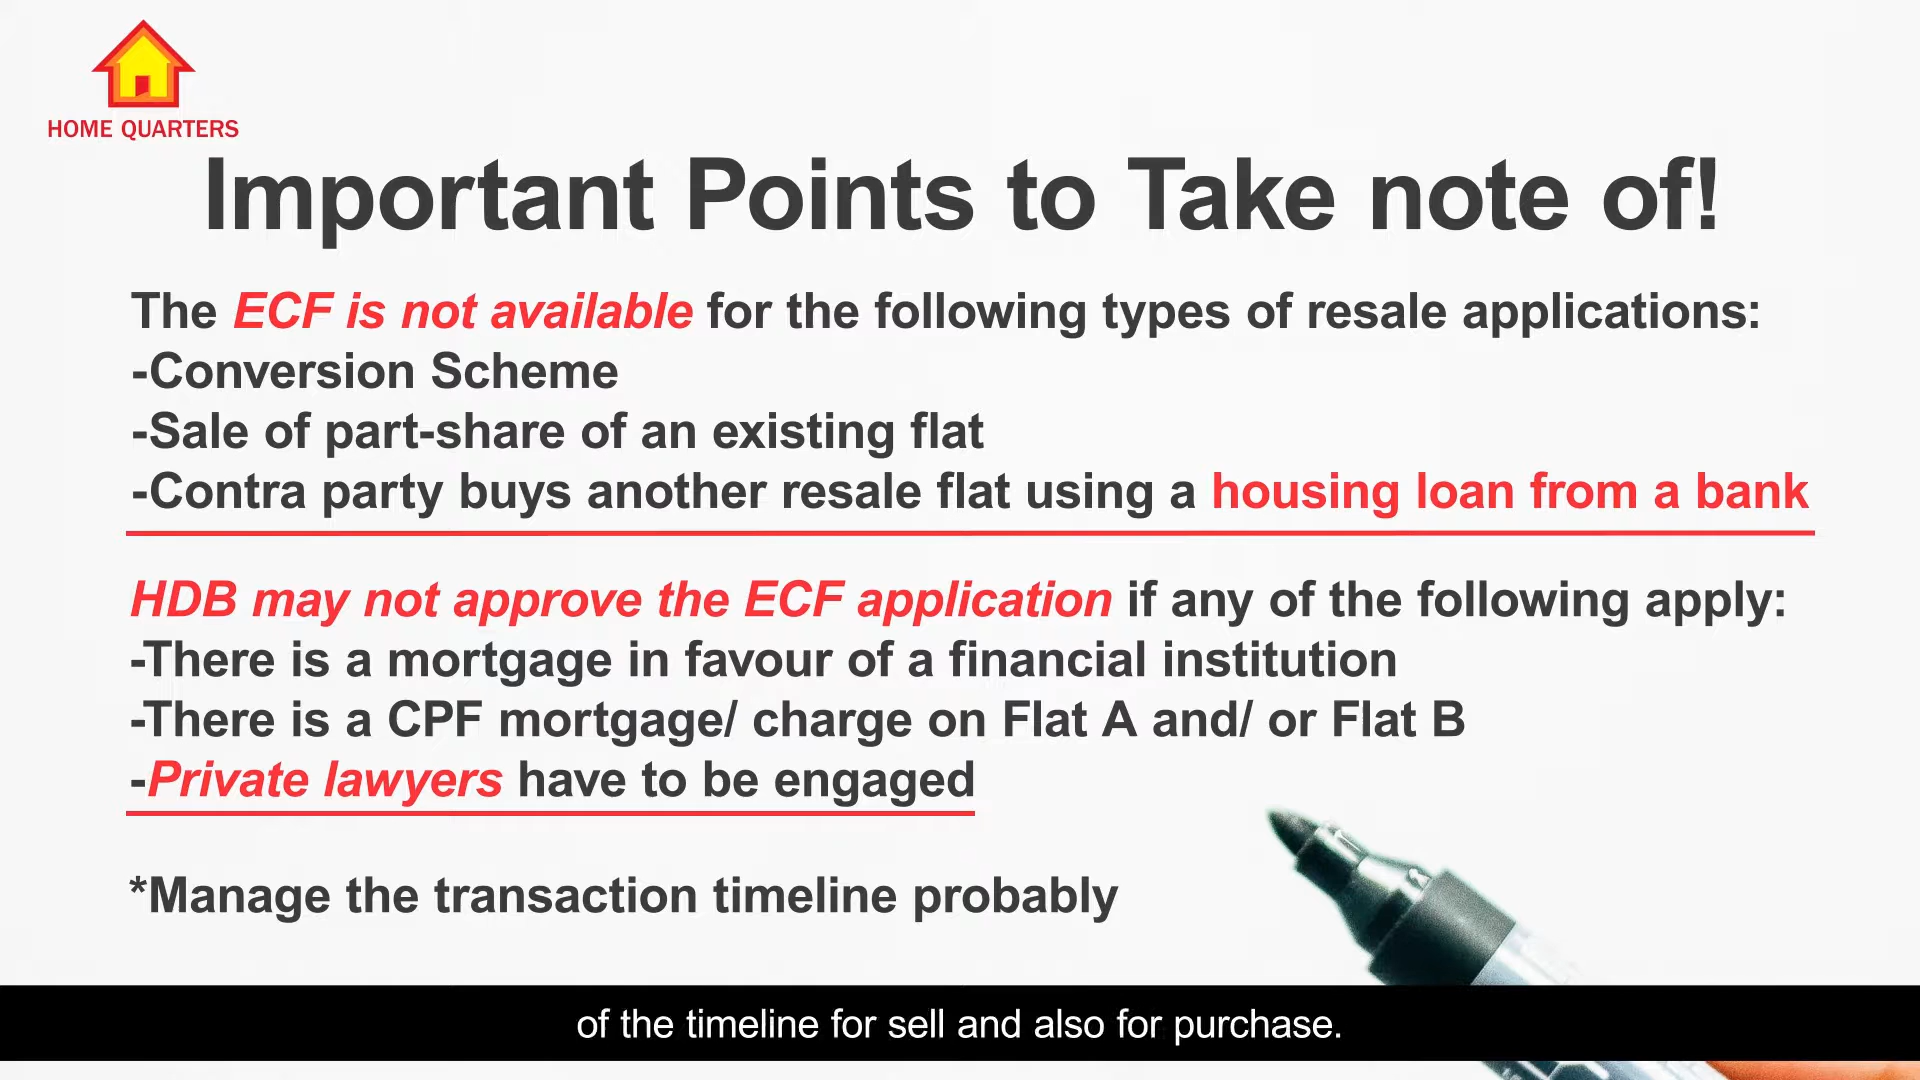 HOME QUARTERS
Important Points to Take note of!
The ECF is not available for the following types of resale applications:
-Conversion Scheme
-Sale of part-share of an existing flat
-Contra party buys another resale flat using a housing loan from a bank
HDB may not approve the ECF application if any of the following apply:
-There is a mortgage in favour of a financial institution
-There is a CPF mortgage/ charge on Flat A and/ or Flat B
-Private lawyers have to be engaged
*Manage the transaction timeline probably
of the timeline for sell and also for purchase.